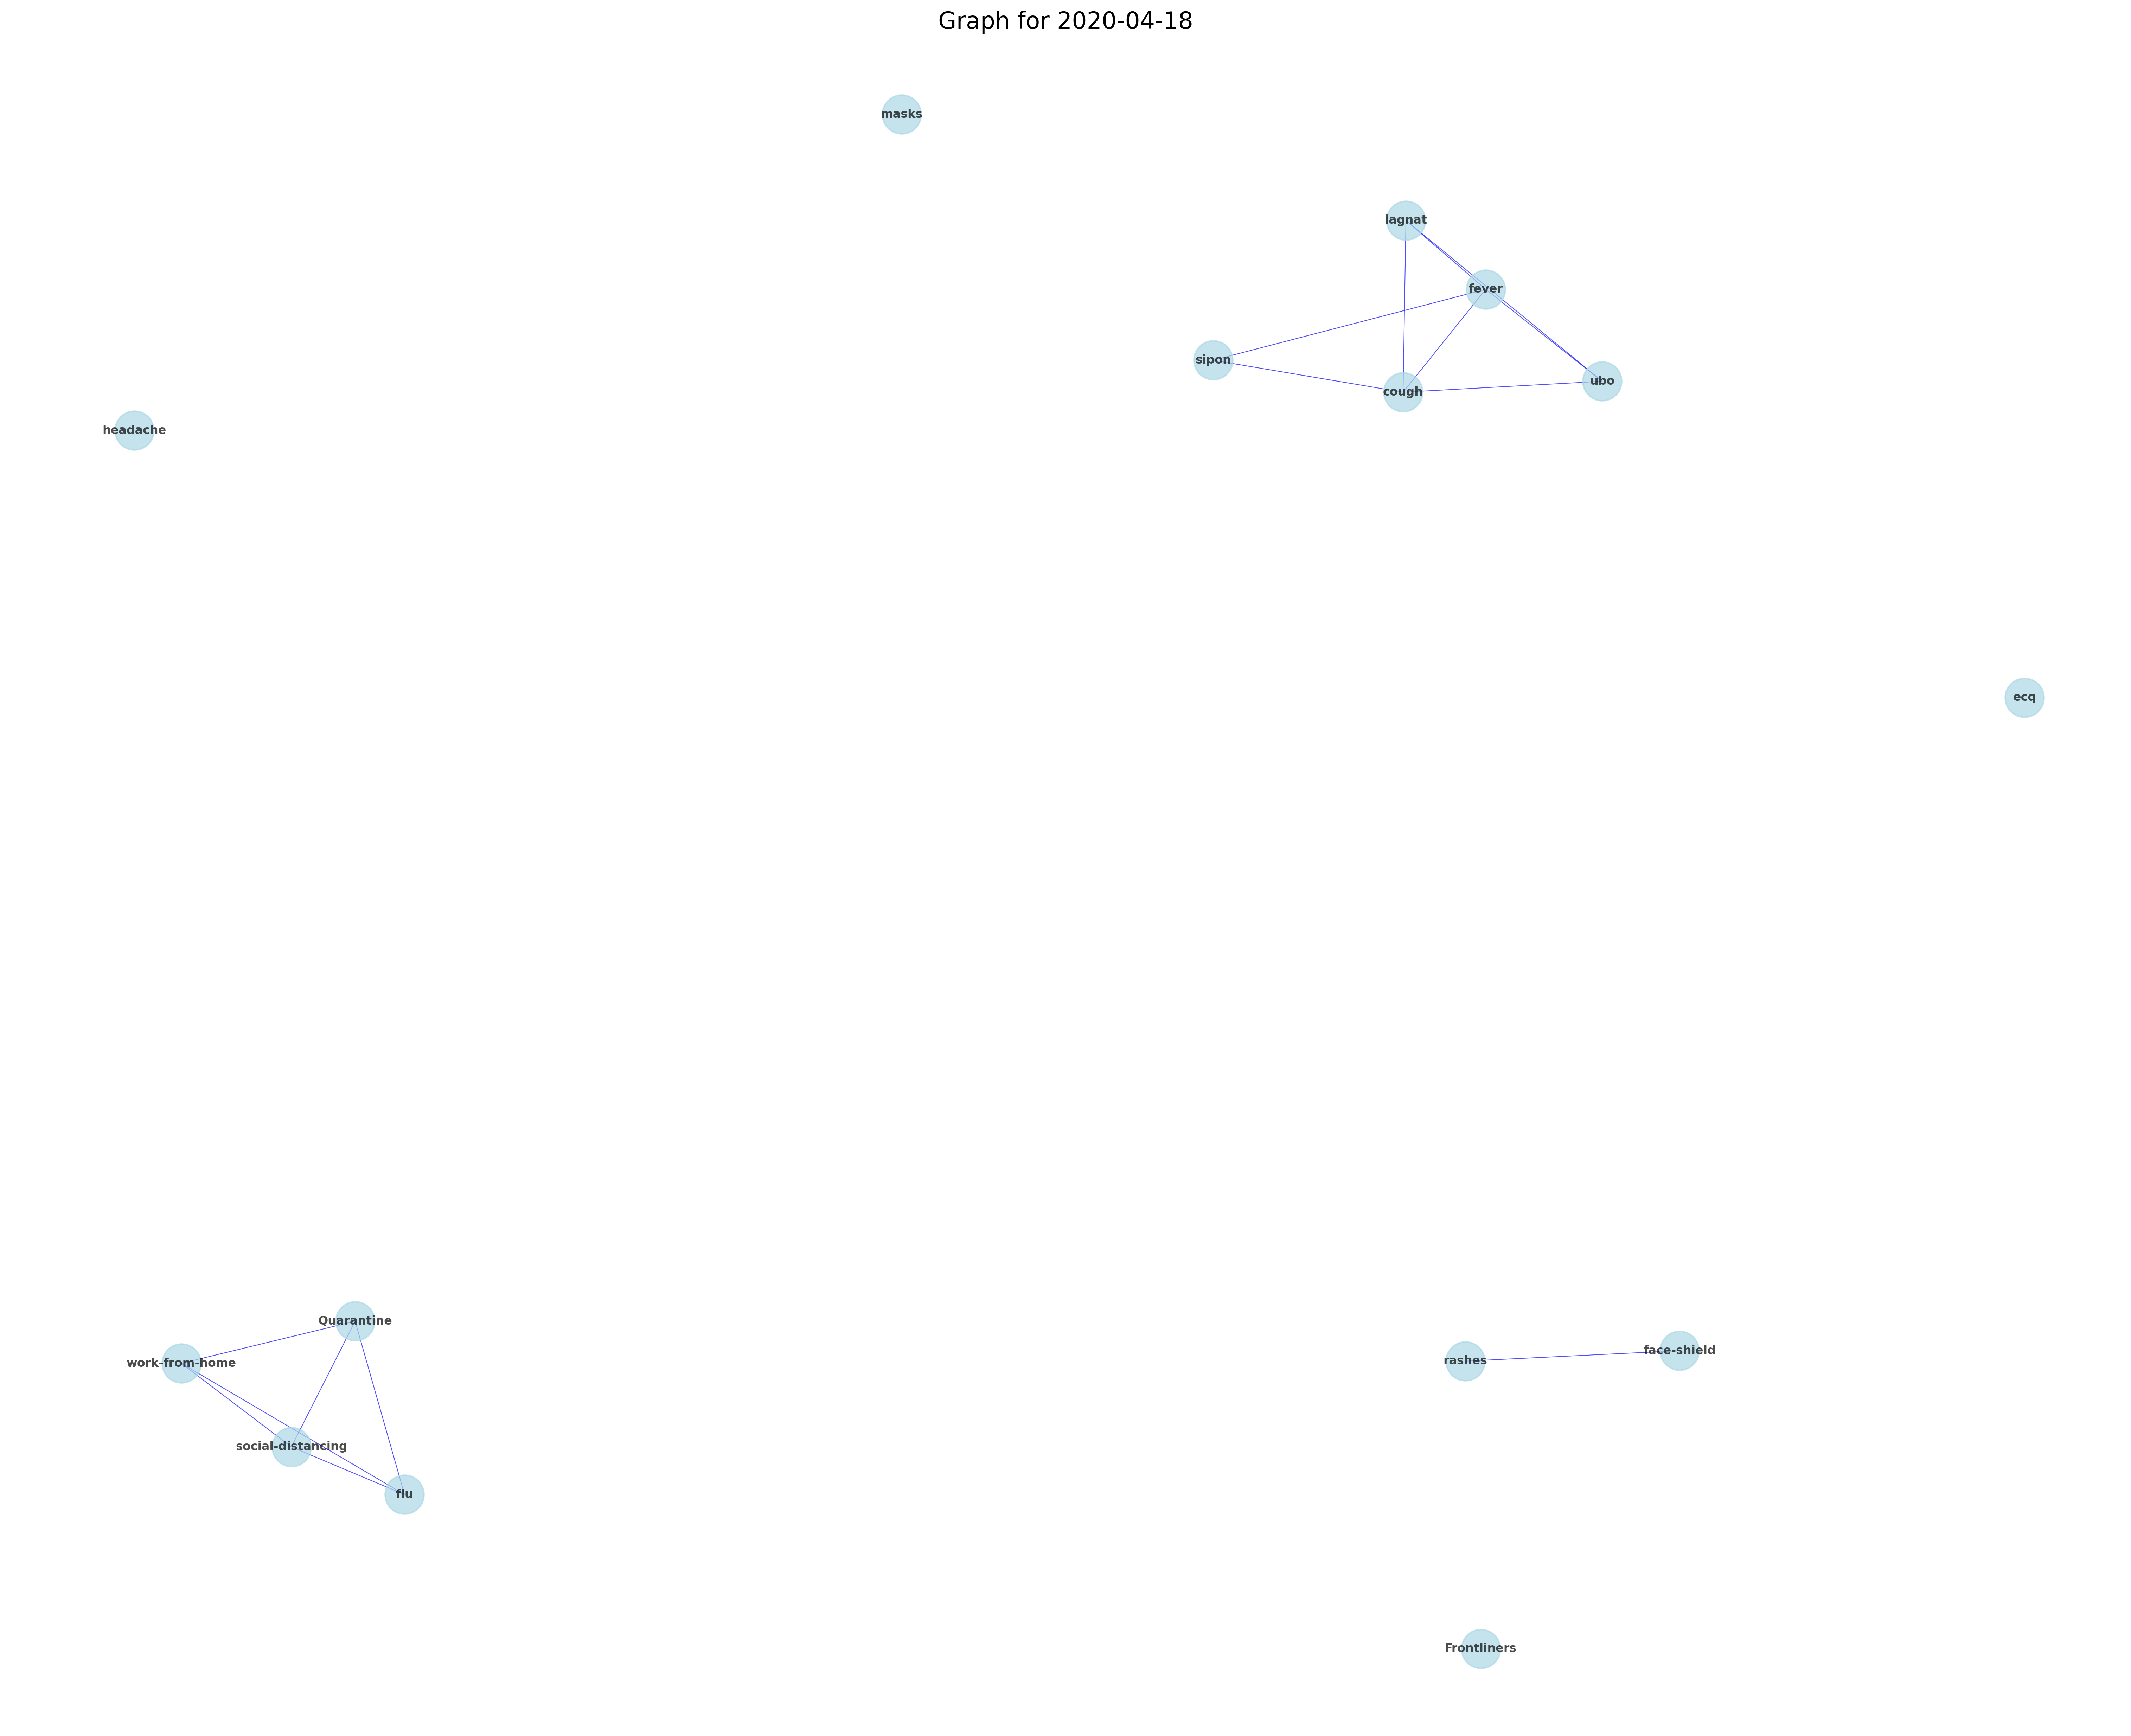 Graph for 2020-04-18
masks
lagnat
fever
sipon
ubo
cough
headache
ecq
Quarantine
work-from-home
face-shield
rashes
social-distancing
flu
Frontliners